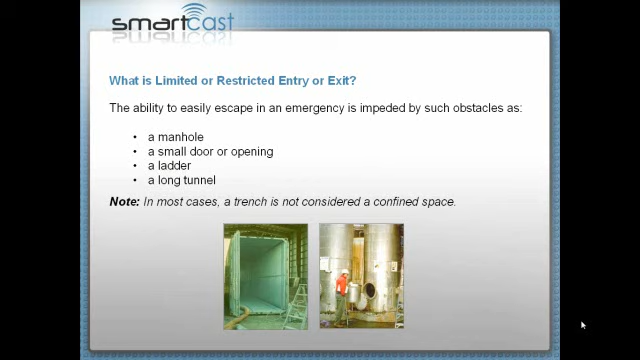 smartcast
What is Limited or Restricted Entry or Exit?
The ability to easily escape in an emergency is impeded by such obstacles as:
• a manhole
• a small door or opening
• a ladder
• a long tunnel
Note: In most cases, a trench is not considered a confined space.